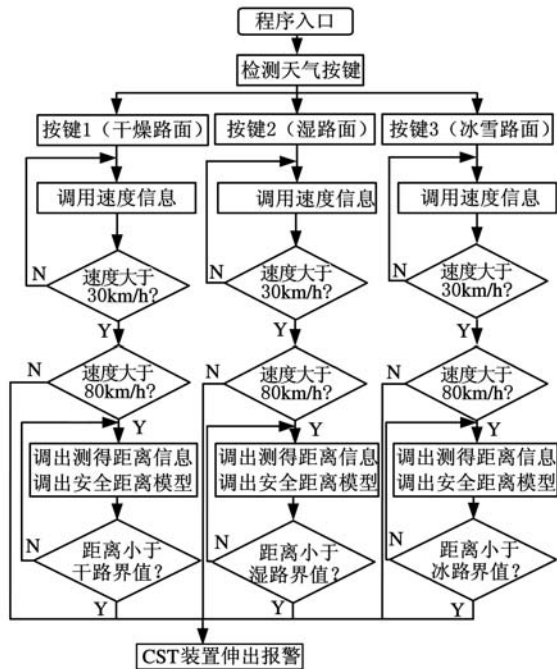 程序入口
检测天气按键
按键1（干燥路面）
按键2（湿路面）
按键3（冰雪路面）
调用速度信息
调用速度信息
调用速度信息
N
速度大于
30km/h?
Y
N
速度大于
30km/h?
Y
N
速度大于
30km/h?
Y
N
速度大于
80km/h?
Y
N
速度大于
80km/h?
Y
N
速度大于
80km/h?
Y
调出测得距离信息
调出安全距离模型
调出测得距离信息
调出安全距离模型
调出测得距离信息
调出安全距离模型
N
距离小于
干路界值?
Y
N
距离小于
湿路界值?
Y
N
距离小于
冰路界值?
Y
CST装置伸出报警